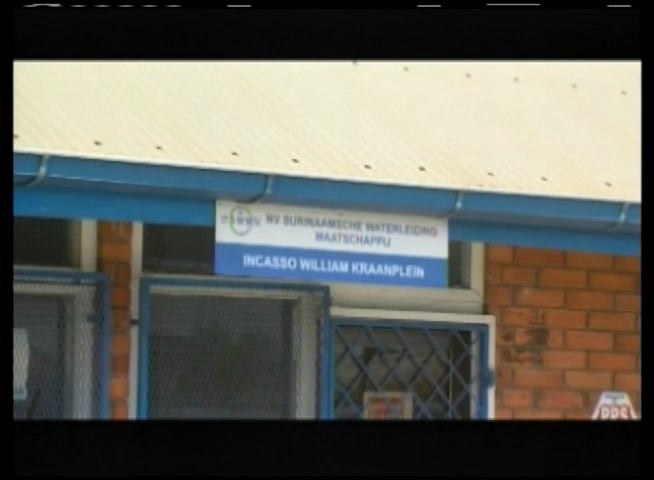 NV SURINAAMSCHE WATERLEIDING
MAATSCHAPPIJ
INCASSO WILLIAM KRAANPLEIN